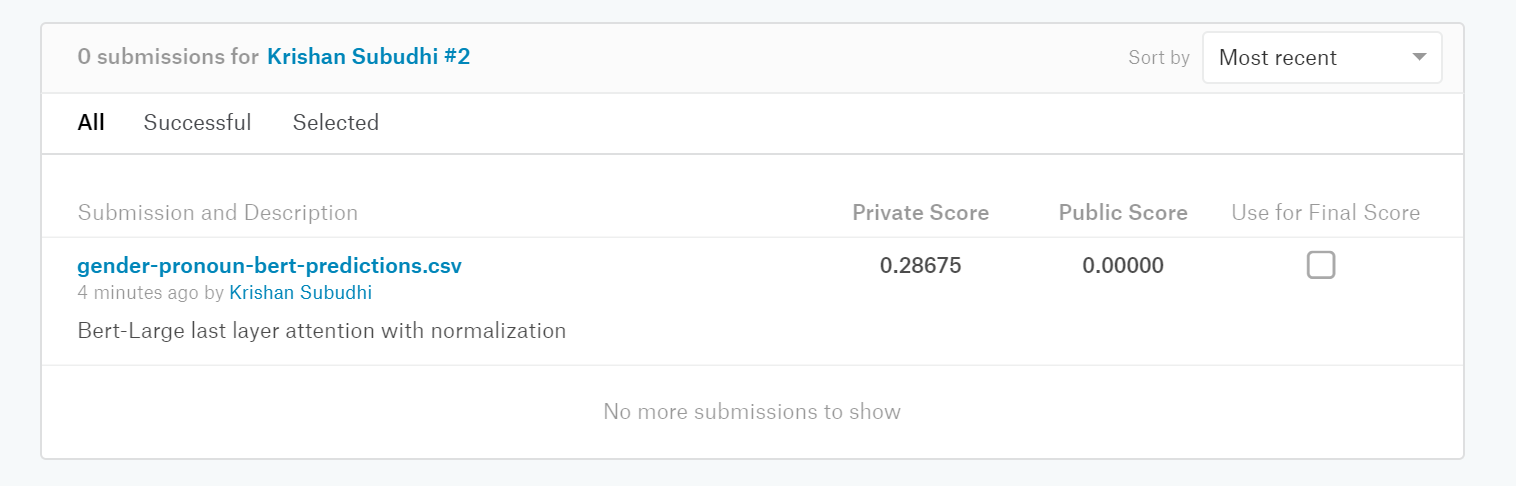 0 submissions for Krishan Subudhi #2 Sort by Most recent
All Successful Selected
Submission and Description Private Score Public Score Use for Final Score
gender-pronoun-bert-predictions.csv 0.28675 0.00000
4 minutes ago by Krishan Subudhi
Bert-Large last layer attention with normalization
No more submissions to show